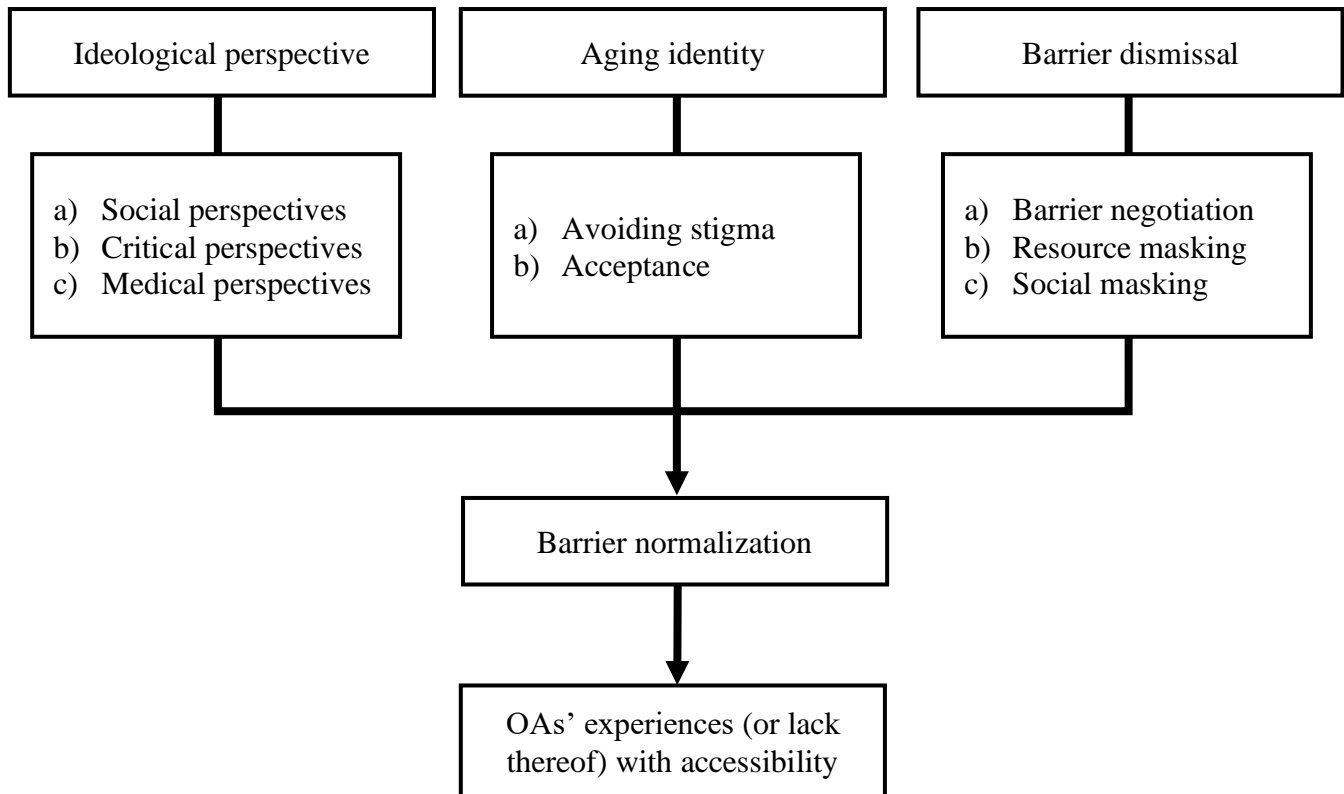 Ideological perspective
Aging identity
Barrier dismissal
a) Social perspectives
b) Critical perspectives
c) Medical perspectives
a) Avoiding stigma
b) Acceptance
a) Barrier negotiation
b) Resource masking
c) Social masking
Barrier normalization
OAs’ experiences (or lack
thereof) with accessibility